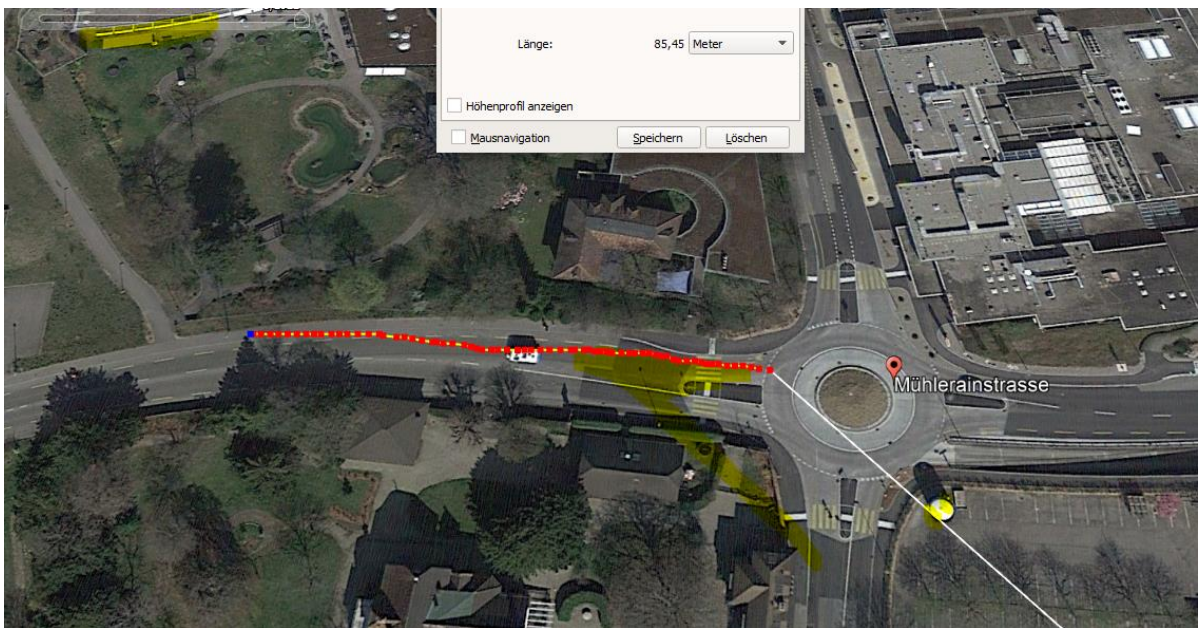 Länge: 85,45 Meter
Höhenprofil anzeigen
Mausnavigation Speichern Löschen
Mühlerainstrasse